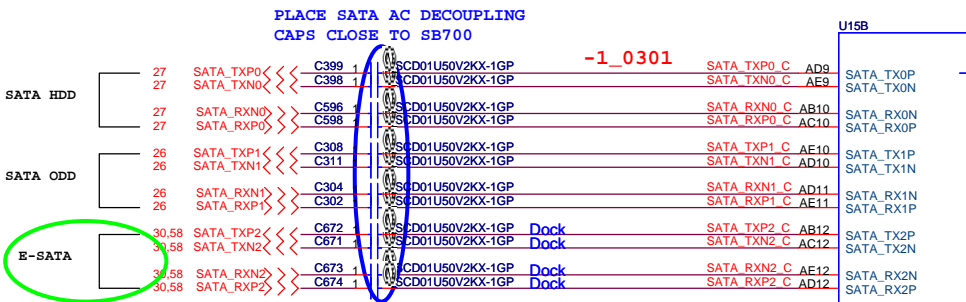 PLACE SATA AC DECOUPLING
CAPS CLOSE TO SB700
U15B
-1_0301
SATA HDD
27 SATA_TXP0 C399 1 SCD01U50V2KX-1GP SATA_TXP0_C AD9 SATA_TX0P
27 SATA_TXN0 C398 1 SCD01U50V2KX-1GP SATA_TXN0_C AE9 SATA_TX0N
27 SATA_RXN0 C596 1 SCD01U50V2KX-1GP SATA_RXN0_C AB10 SATA_RX0N
27 SATA_RXP0 C598 1 SCD01U50V2KX-1GP SATA_RXP0_C AC10 SATA_RX0P
SATA ODD
26 SATA_TXP1 C308 1 SCD01U50V2KX-1GP SATA_TXP1_C AE10 SATA_TX1P
26 SATA_TXN1 C311 1 SCD01U50V2KX-1GP SATA_TXN1_C AD10 SATA_TX1N
26 SATA_RXN1 C304 1 SCD01U50V2KX-1GP SATA_RXN1_C AD11 SATA_RX1N
26 SATA_RXP1 C302 1 SCD01U50V2KX-1GP SATA_RXP1_C AE11 SATA_RX1P
E-SATA
30,58 SATA_TXP2 C672 1 SCD01U50V2KX-1GP Dock SATA_TXP2_C AB12 SATA_TX2P
30,58 SATA_TXN2 C671 1 SCD01U50V2KX-1GP Dock SATA_TXN2_C AC12 SATA_TX2N
30,58 SATA_RXN2 C673 1 SCD01U50V2KX-1GP Dock SATA_RXN2_C AE12 SATA_RX2N
30,58 SATA_RXP2 C674 1 SCD01U50V2KX-1GP Dock SATA_RXP2_C AD12 SATA_RX2P